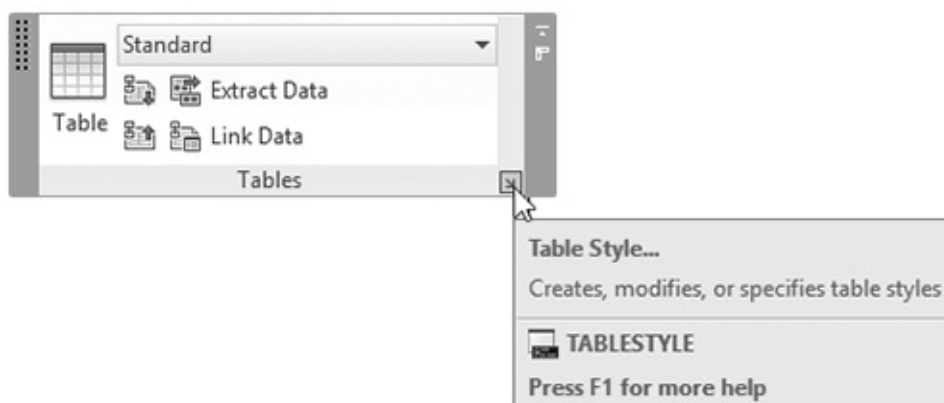 Standard
Extract Data
Table
Link Data
Tables
Table Style...
Creates, modifies, or specifies table styles
TABLESTYLE
Press F1 for more help